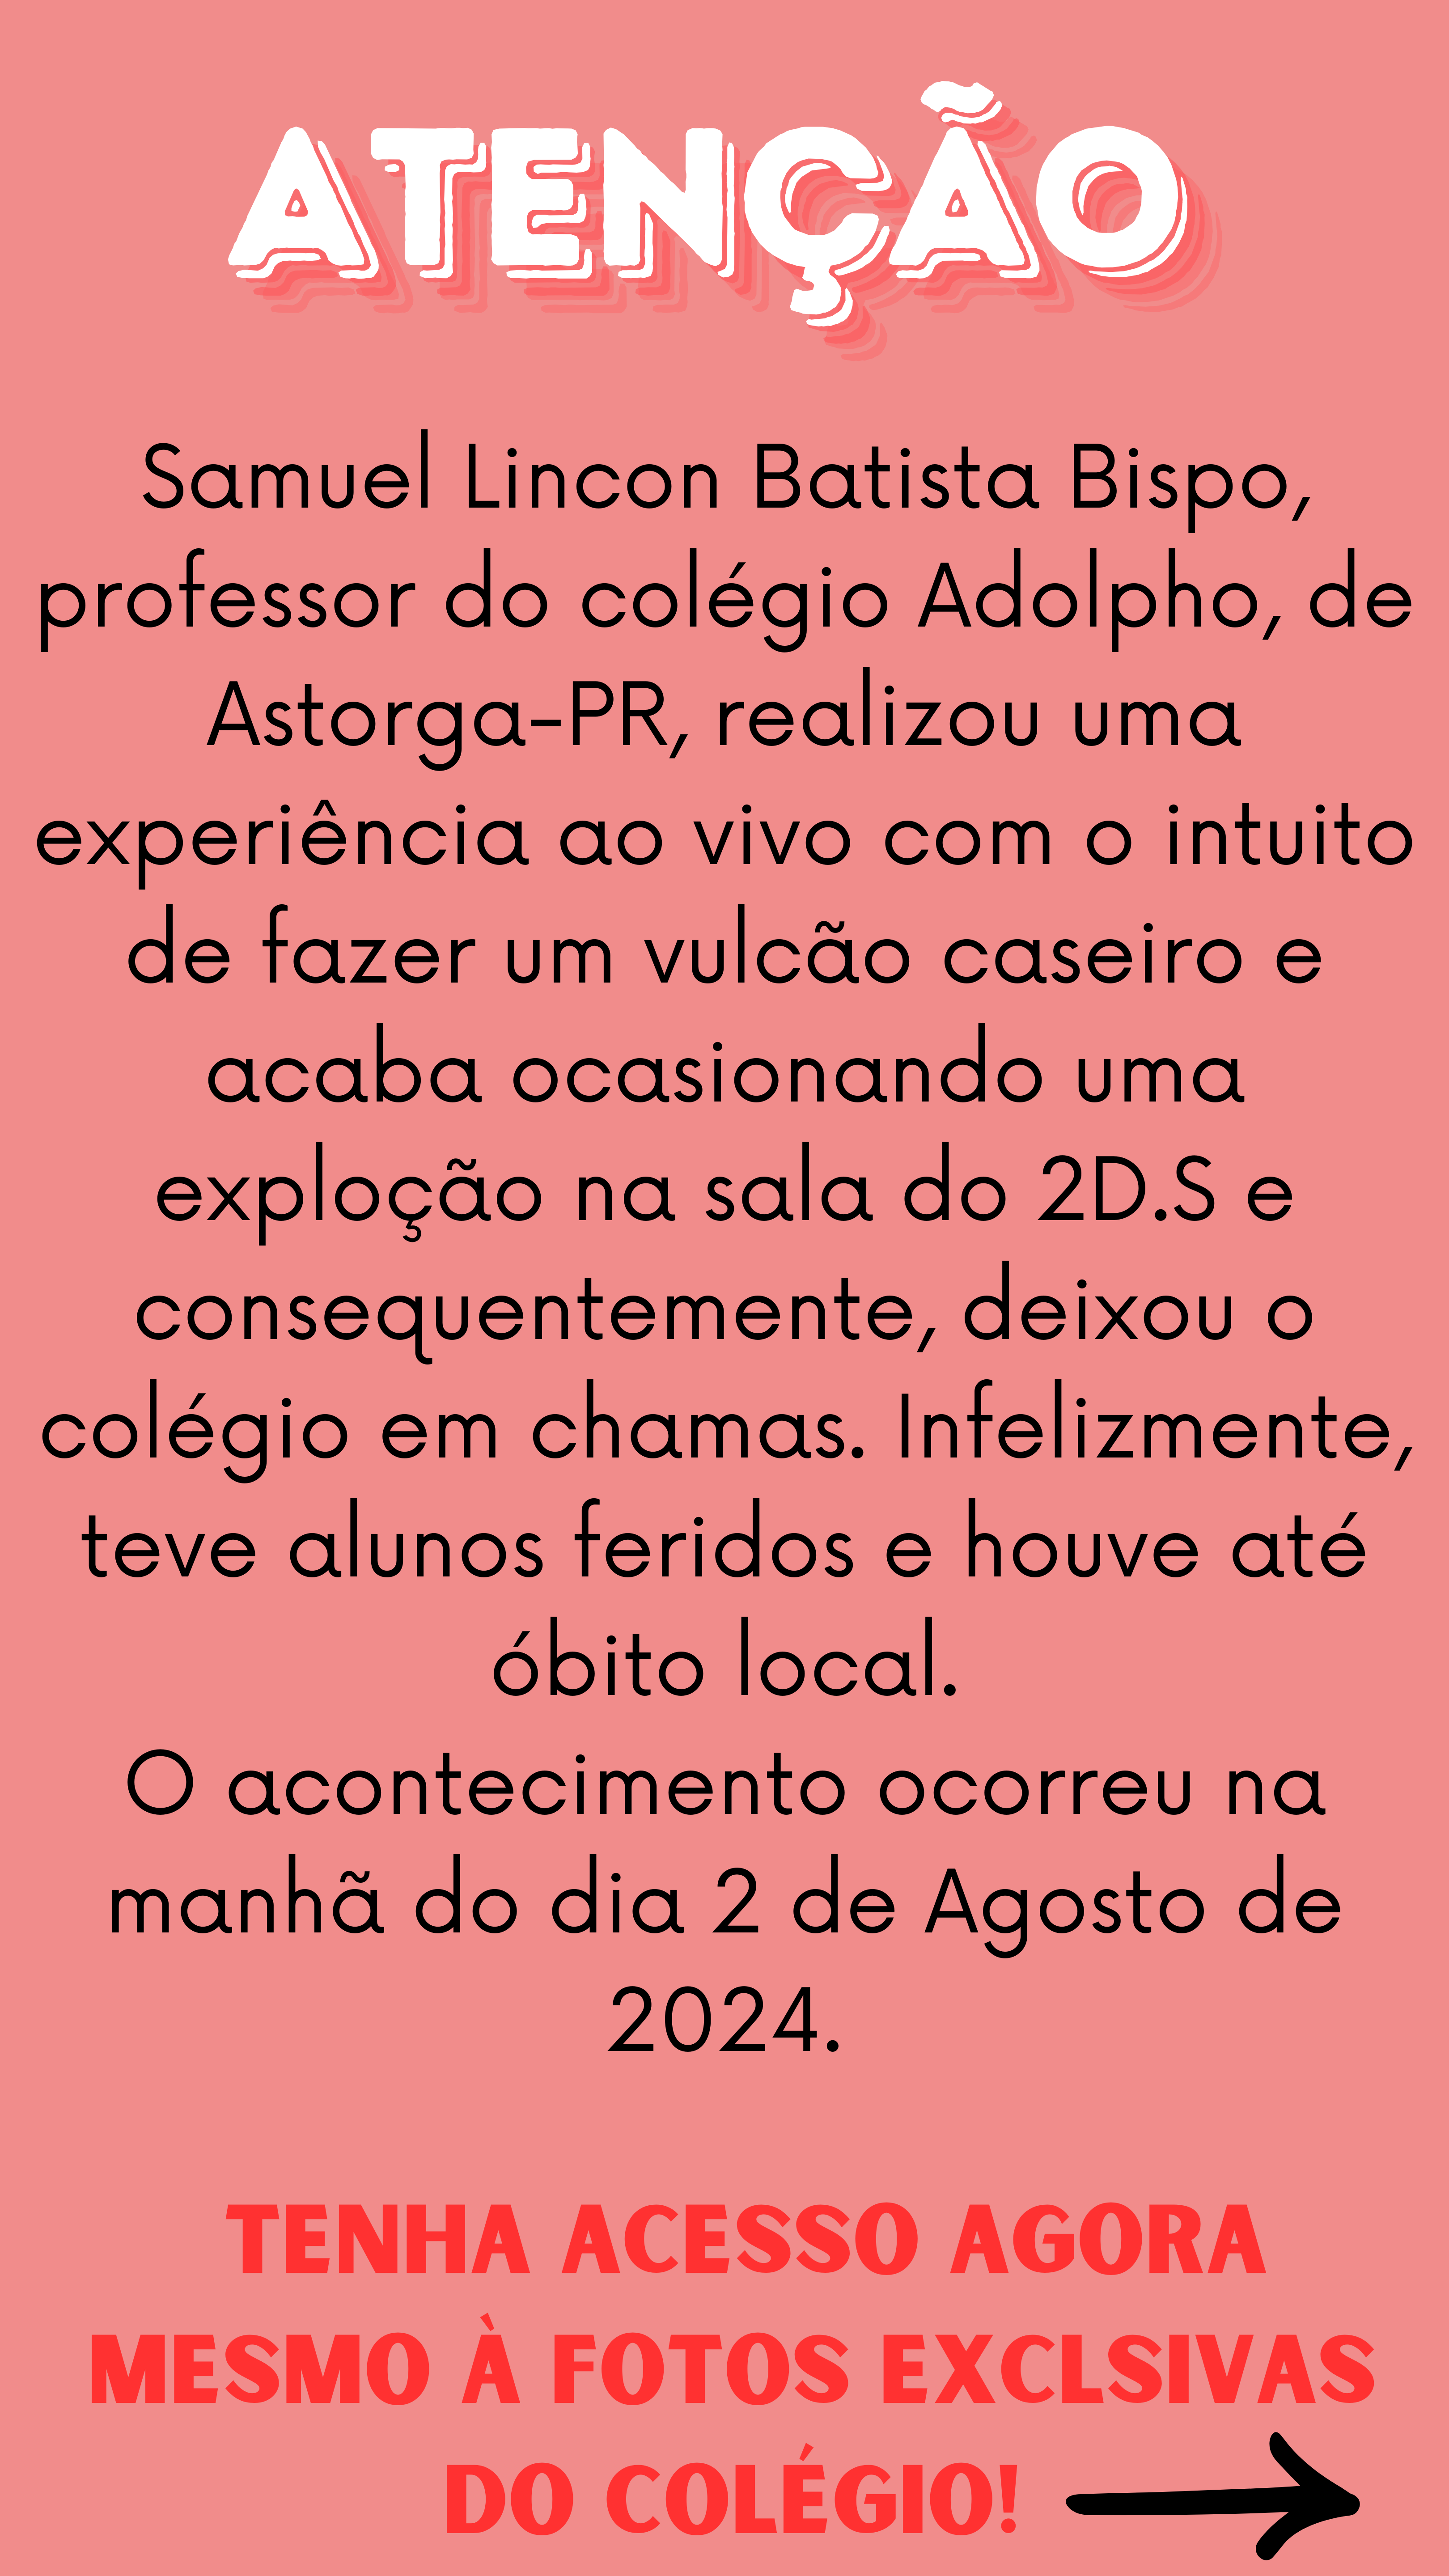 ATENÇÃO
Samuel Lincon Batista Bispo,
professor do colégio Adolpho, de
Astorga-PR, realizou uma
experiência ao vivo com o intuito
de fazer um vulcão caseiro e
acaba ocasionando uma
exploção na sala do 2D.S e
consequentemente, deixou o
colégio em chamas. Infelizmente,
teve alunos feridos e houve até
óbito local.
O acontecimento ocorreu na
manhã do dia 2 de Agosto de
2024.
TENHA ACESSO AGORA
MESMO À FOTOS EXCLSIVAS
DO COLÉGIO!